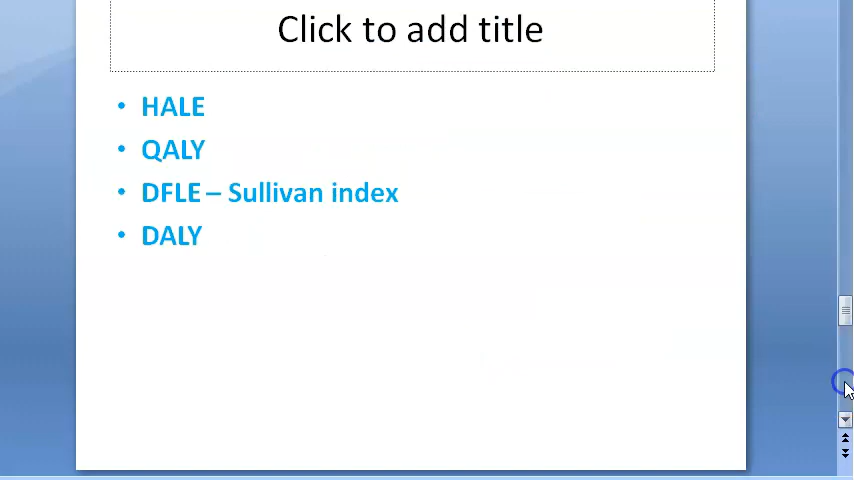 Click to add title
• HALE
• QALY
• DFLE – Sullivan index
• DALY